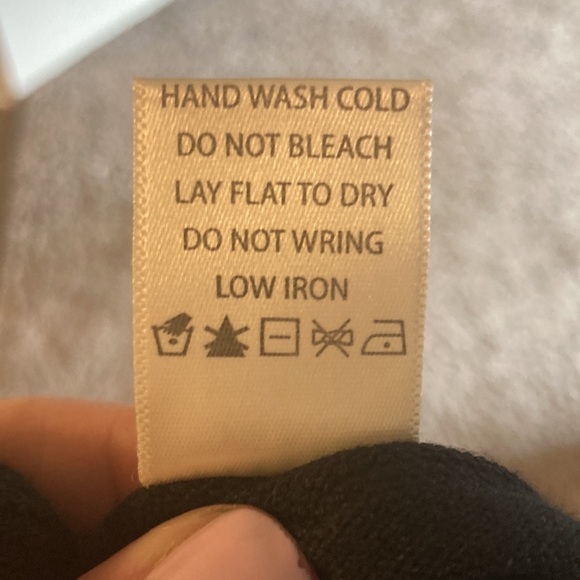 HAND WASH COLD
DO NOT BLEACH
LAY FLAT TO DRY
DO NOT WRING
LOW IRON